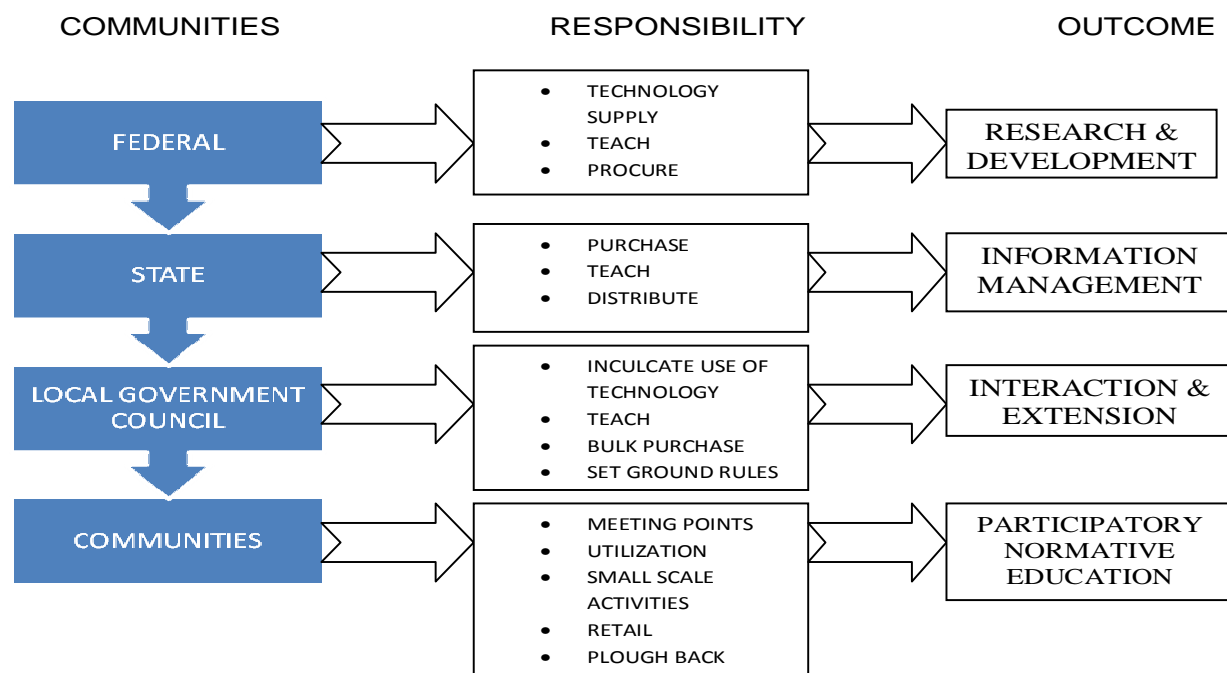 COMMUNITIES RESPONSIBILITY OUTCOME
FEDERAL
• TECHNOLOGY
SUPPLY
• TEACH
• PROCURE
RESEARCH &
DEVELOPMENT
STATE
• PURCHASE
• TEACH
• DISTRIBUTE
INFORMATION
MANAGEMENT
LOCAL GOVERNMENT
COUNCIL
• INCULCATE USE OF
TECHNOLOGY
• TEACH
• BULK PURCHASE
• SET GROUND RULES
INTERACTION &
EXTENSION
COMMUNITIES
• MEETING POINTS
• UTILIZATION
• SMALL SCALE
ACTIVITIES
• RETAIL
• PLOUGH BACK
PARTICIPATORY
NORMATIVE
EDUCATION